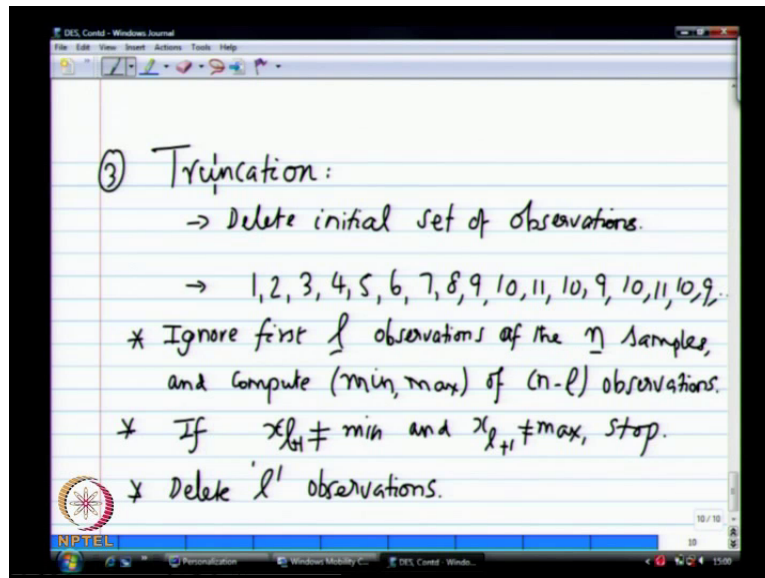 DES, Contd - Windows Journal
File Edit View Insert Actions Tools Help
③ Truncation:
→ Delete initial set of observations.
→ 1, 2, 3, 4, 5, 6, 7, 8, 9, 10, 11, 10, 9, 10, 11, 10, 9, ..
* Ignore first l observations of the n samples,
and compute (min, max) of (n-l) observations.
* If x_{l+1} ≠ min and x_{l+1} ≠ max, stop.
* Delete 'l' observations.
10 / 10
NPTEL
10
Personalization Windows Mobility C... DES, Contd - Windo... 15:00